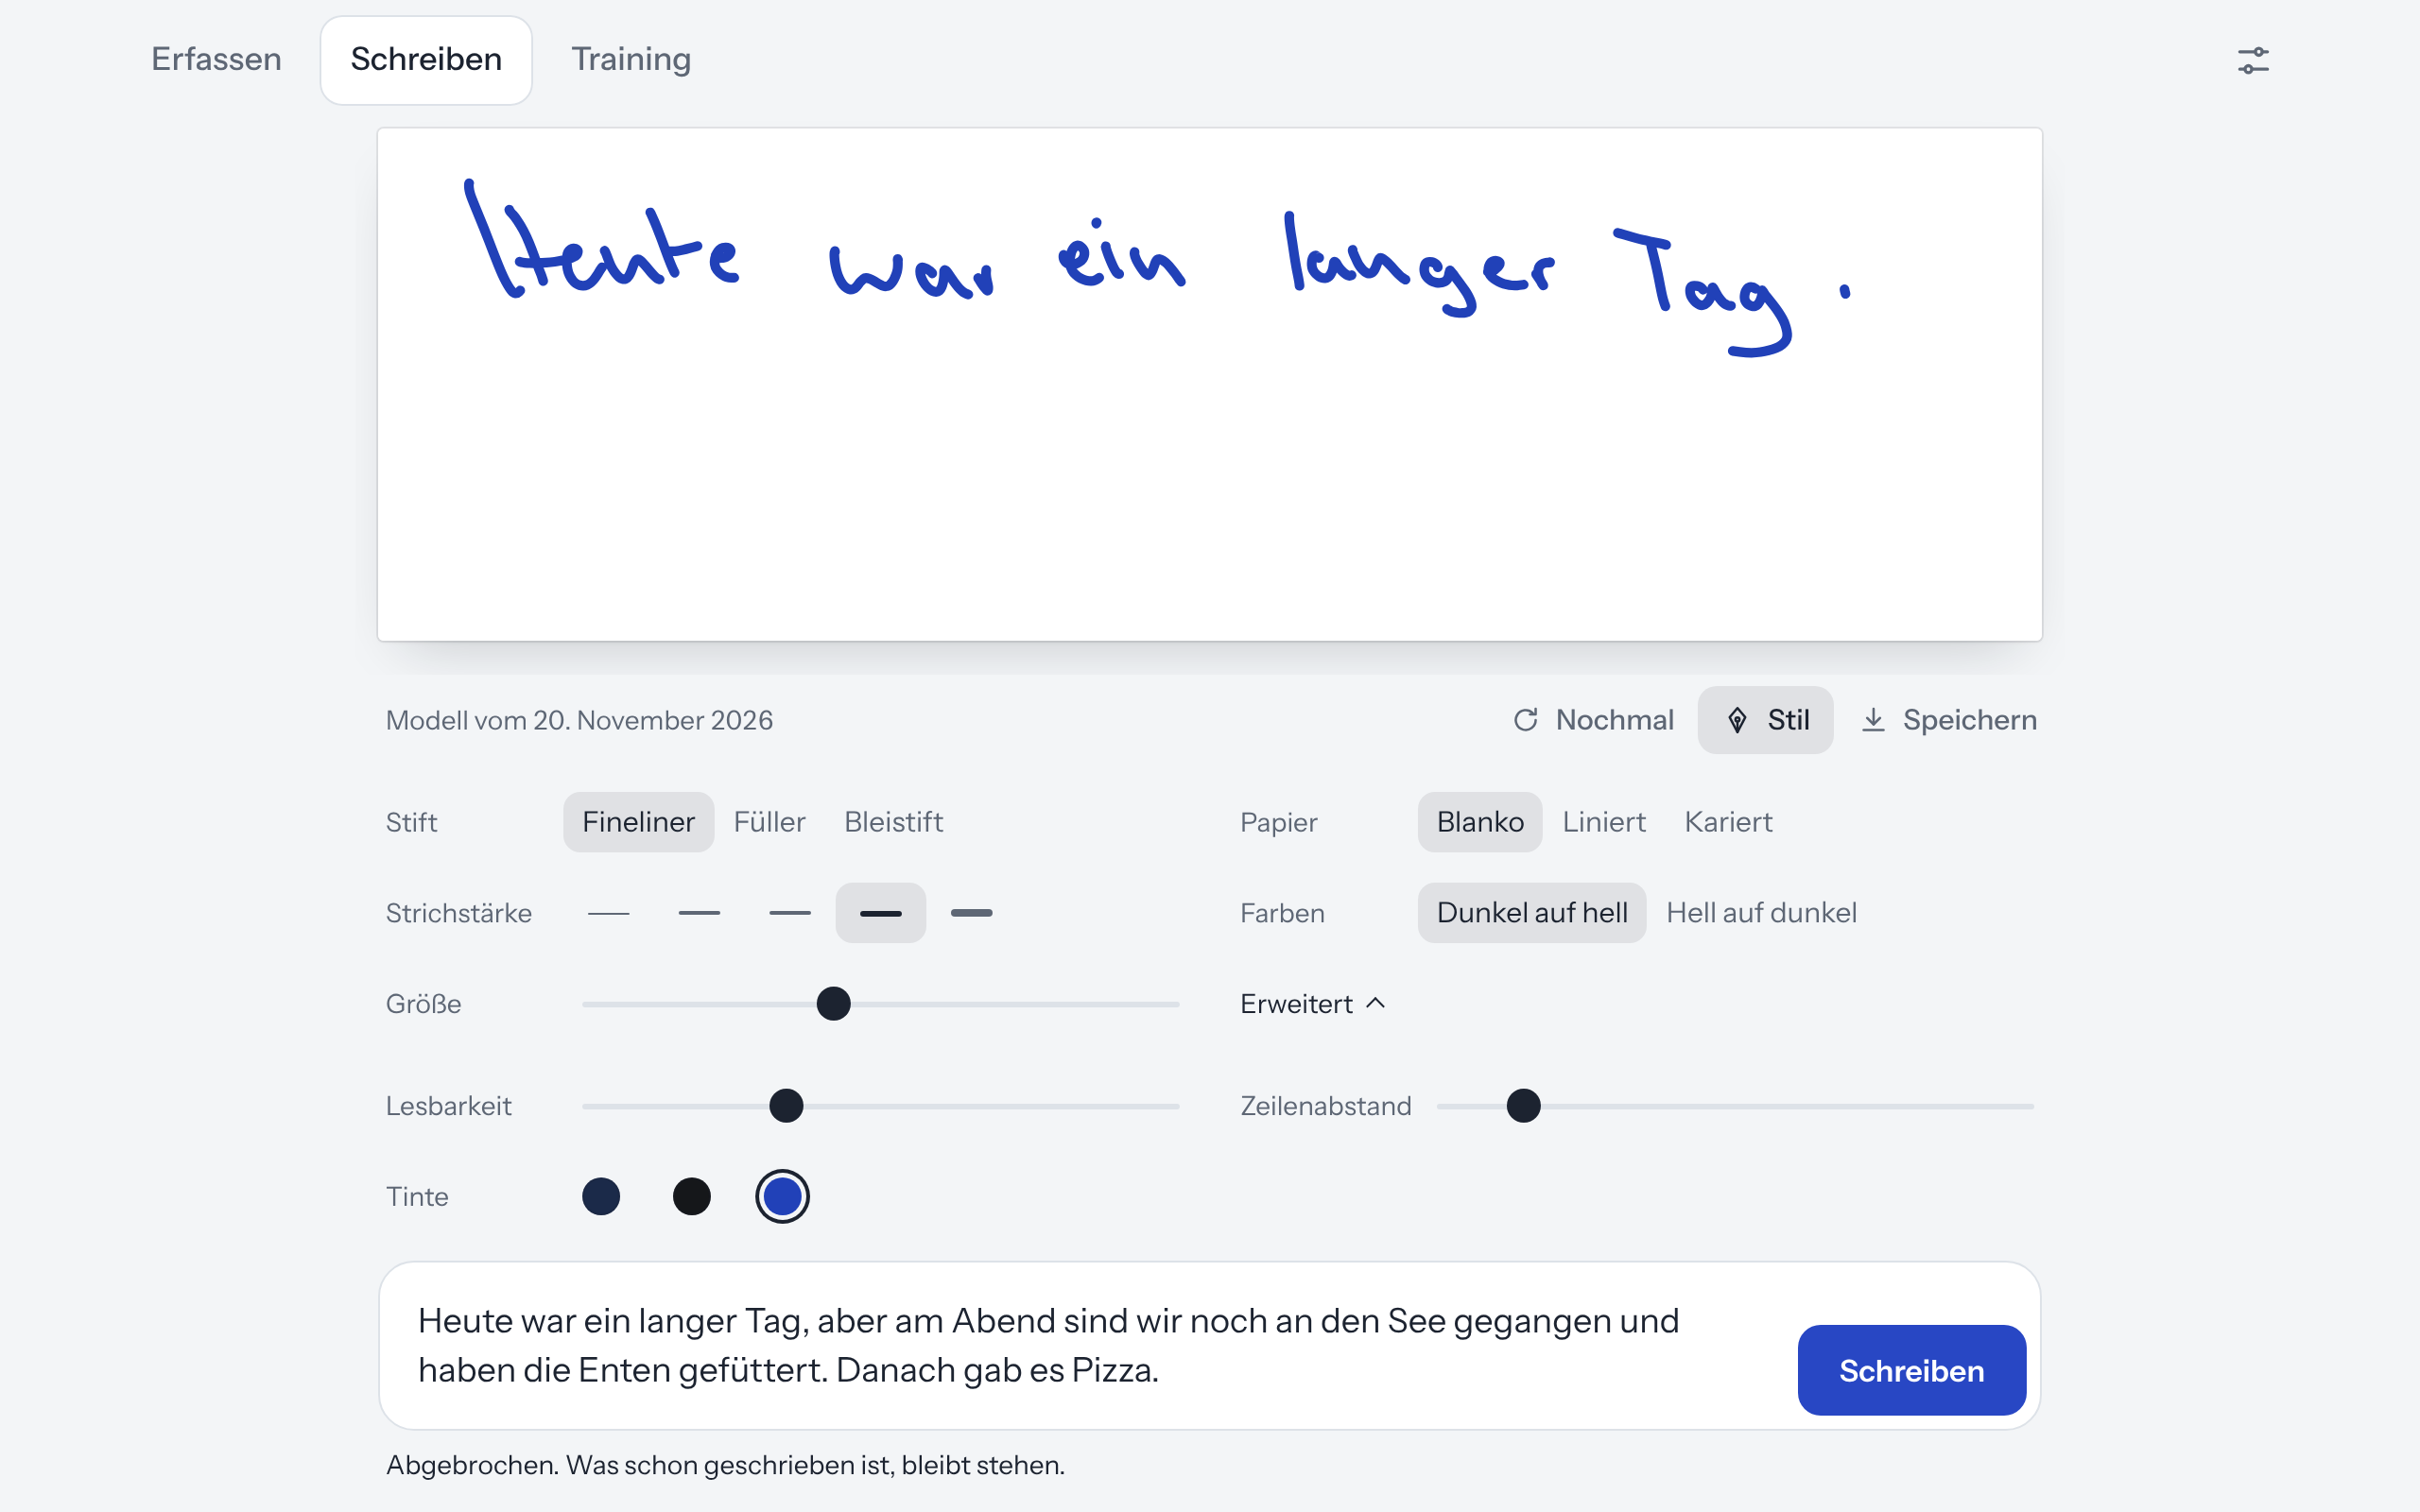 Erfassen Schreiben Training
Heute war ein langer Tag.
Modell vom 20. November 2026 Nochmal Stil Speichern
Stift Fineliner Füller Bleistift Papier Blanko Liniert Kariert
Strichstärke Farben Dunkel auf hell Hell auf dunkel
Größe Erweitert
Lesbarkeit Zeilenabstand
Tinte
Heute war ein langer Tag, aber am Abend sind wir noch an den See gegangen und
haben die Enten gefüttert. Danach gab es Pizza.
Schreiben
Abgebrochen. Was schon geschrieben ist, bleibt stehen.